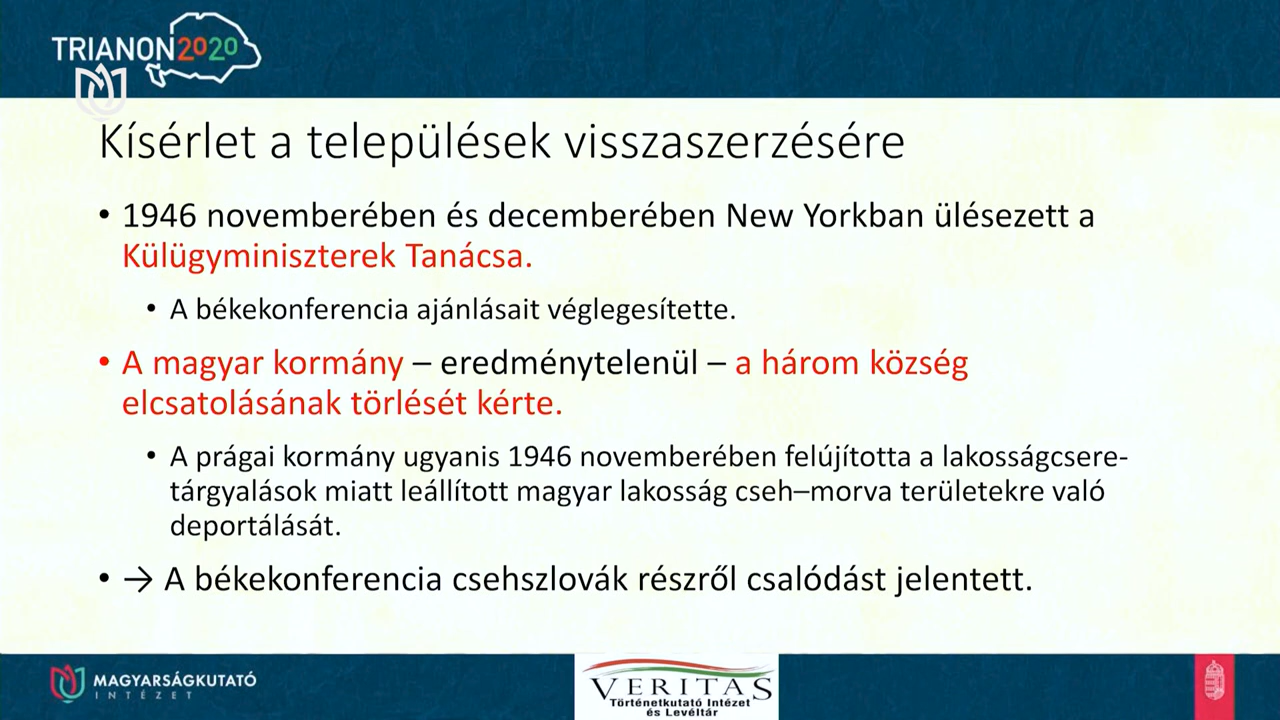 TRIANON2020
Kísérlet a települések visszaszerzésére
• 1946 novemberében és decemberében New Yorkban ülésezett a
Külügyminiszterek Tanácsa.
• A békekonferencia ajánlásait véglegesítette.
• A magyar kormány – eredménytelenül – a három község
elcsatolásának törlését kérte.
• A prágai kormány ugyanis 1946 novemberében felújította a lakosságcsere-
tárgyalások miatt leállított magyar lakosság cseh–morva területekre való
deportálását.
• → A békekonferencia csehszlovák részről csalódást jelentett.
MAGYARSÁGKUTATÓ
INTÉZET
VERITAS
Történetkutató Intézet
és Levéltár